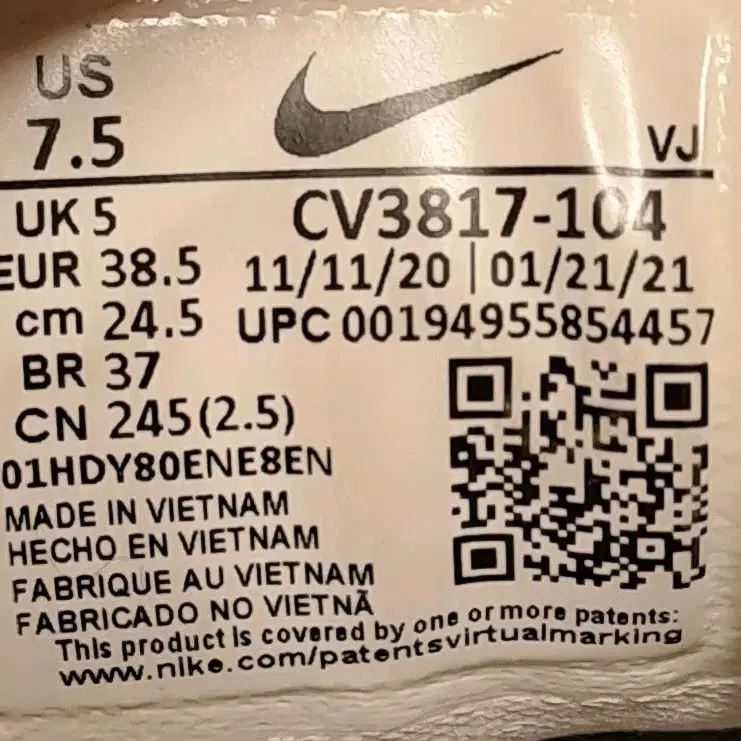 US
7.5
VJ
UK 5
CV3817-104
EUR 38.5
11/11/20 | 01/21/21
cm 24.5
UPC 00194955854457
BR 37
CN 245(2.5)
01HDY80ENE8EN
MADE IN VIETNAM
HECHO EN VIETNAM
FABRIQUE AU VIETNAM
FABRICADO NO VIETNÃ
This product is covered by one or more patents:
www.nike.com/patentsvirtualmarking